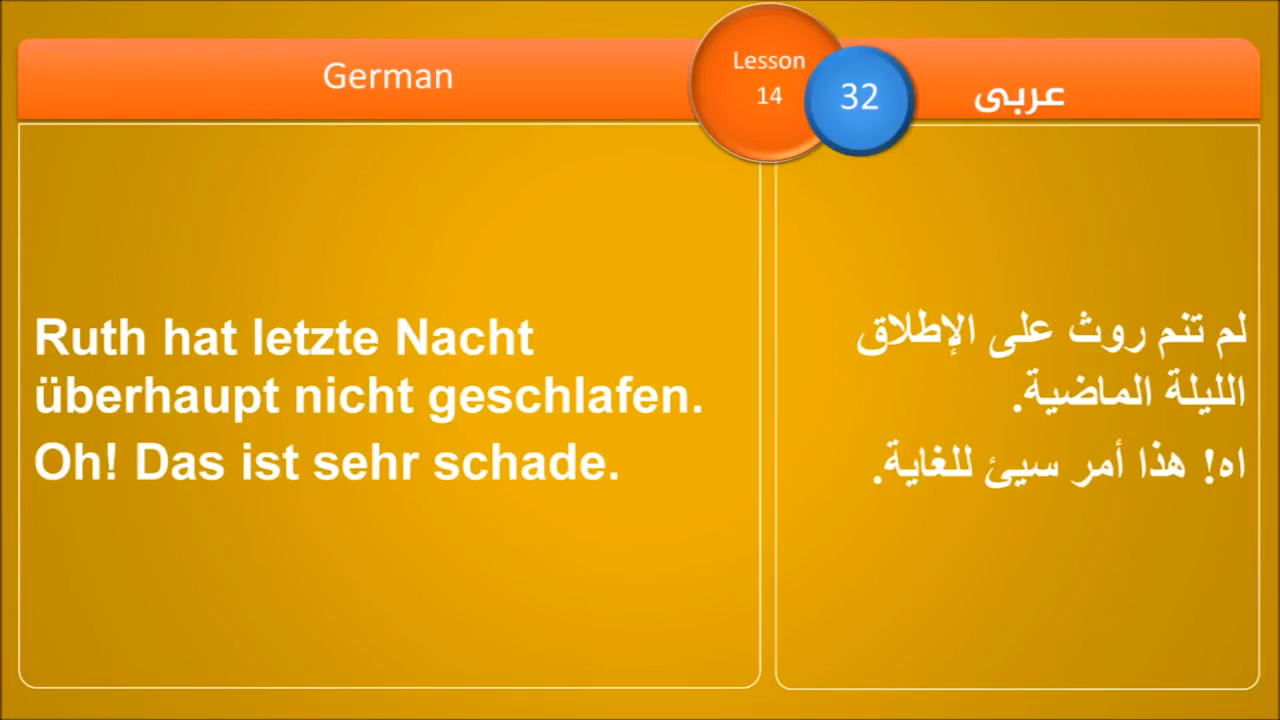 German
Lesson
14
32
عربى
Ruth hat letzte Nacht
überhaupt nicht geschlafen.
Oh! Das ist sehr schade.
لم تنم روث على الإطلاق
الليلة الماضية.
اه! هذا أمر سيئ للغاية.